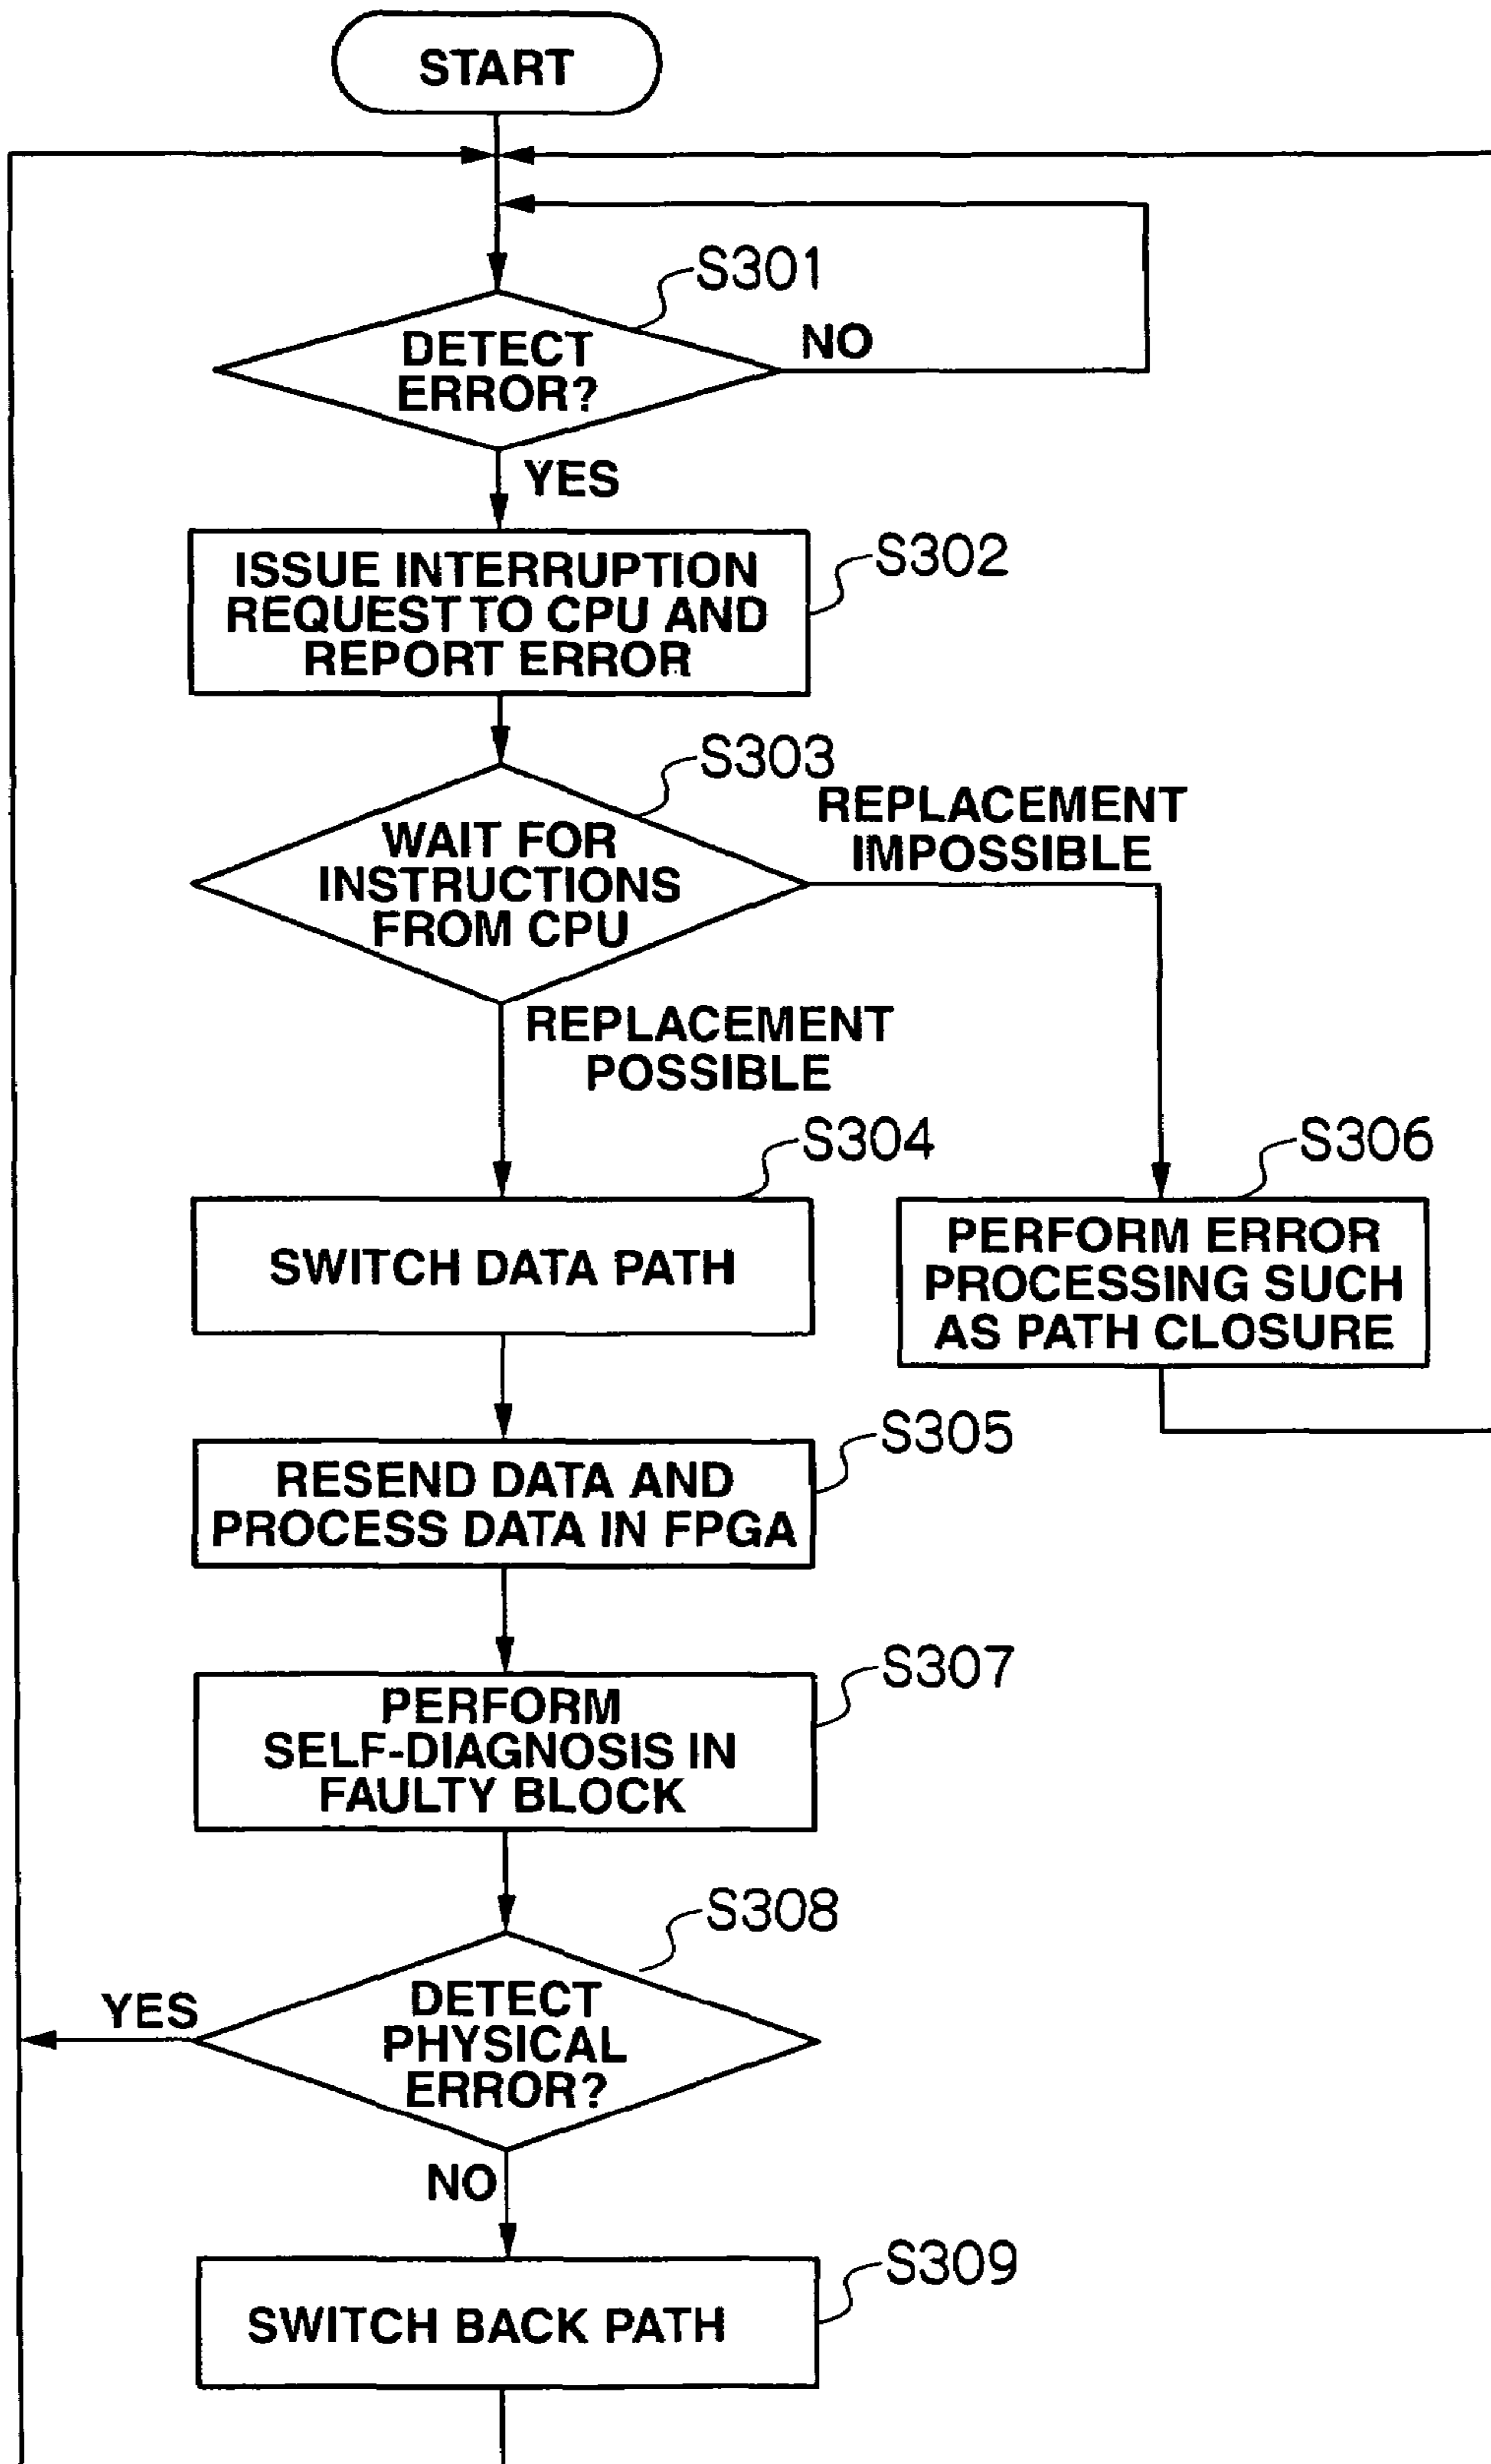 START
S301
DETECT
ERROR?
NO
YES
ISSUE INTERRUPTION
REQUEST TO CPU AND
REPORT ERROR
S302
S303
WAIT FOR
INSTRUCTIONS
FROM CPU
REPLACEMENT
IMPOSSIBLE
REPLACEMENT
POSSIBLE
S304
SWITCH DATA PATH
S306
PERFORM ERROR
PROCESSING SUCH
AS PATH CLOSURE
S305
RESEND DATA AND
PROCESS DATA IN FPGA
S307
PERFORM
SELF-DIAGNOSIS IN
FAULTY BLOCK
S308
DETECT
PHYSICAL
ERROR?
YES
NO
S309
SWITCH BACK PATH